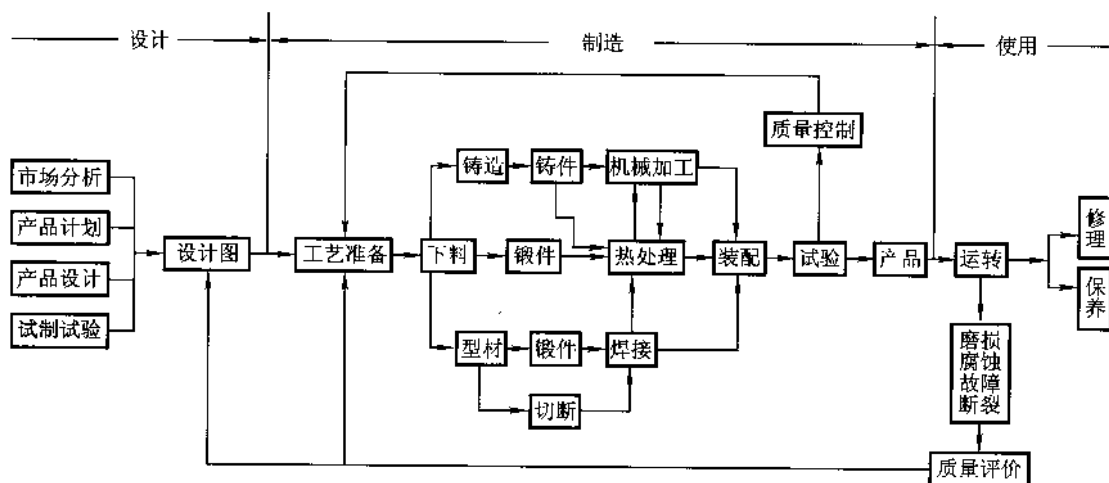 设计
制造
使用
质量控制
市场分析
产品计划
产品设计
试制试验
设计图
工艺准备
下料
铸造
铸件
机械加工
锻件
热处理
装配
试验
产品
运转
修理
保养
型材
锻件
焊接
切断
磨损
腐蚀
故障
断裂
质量评价